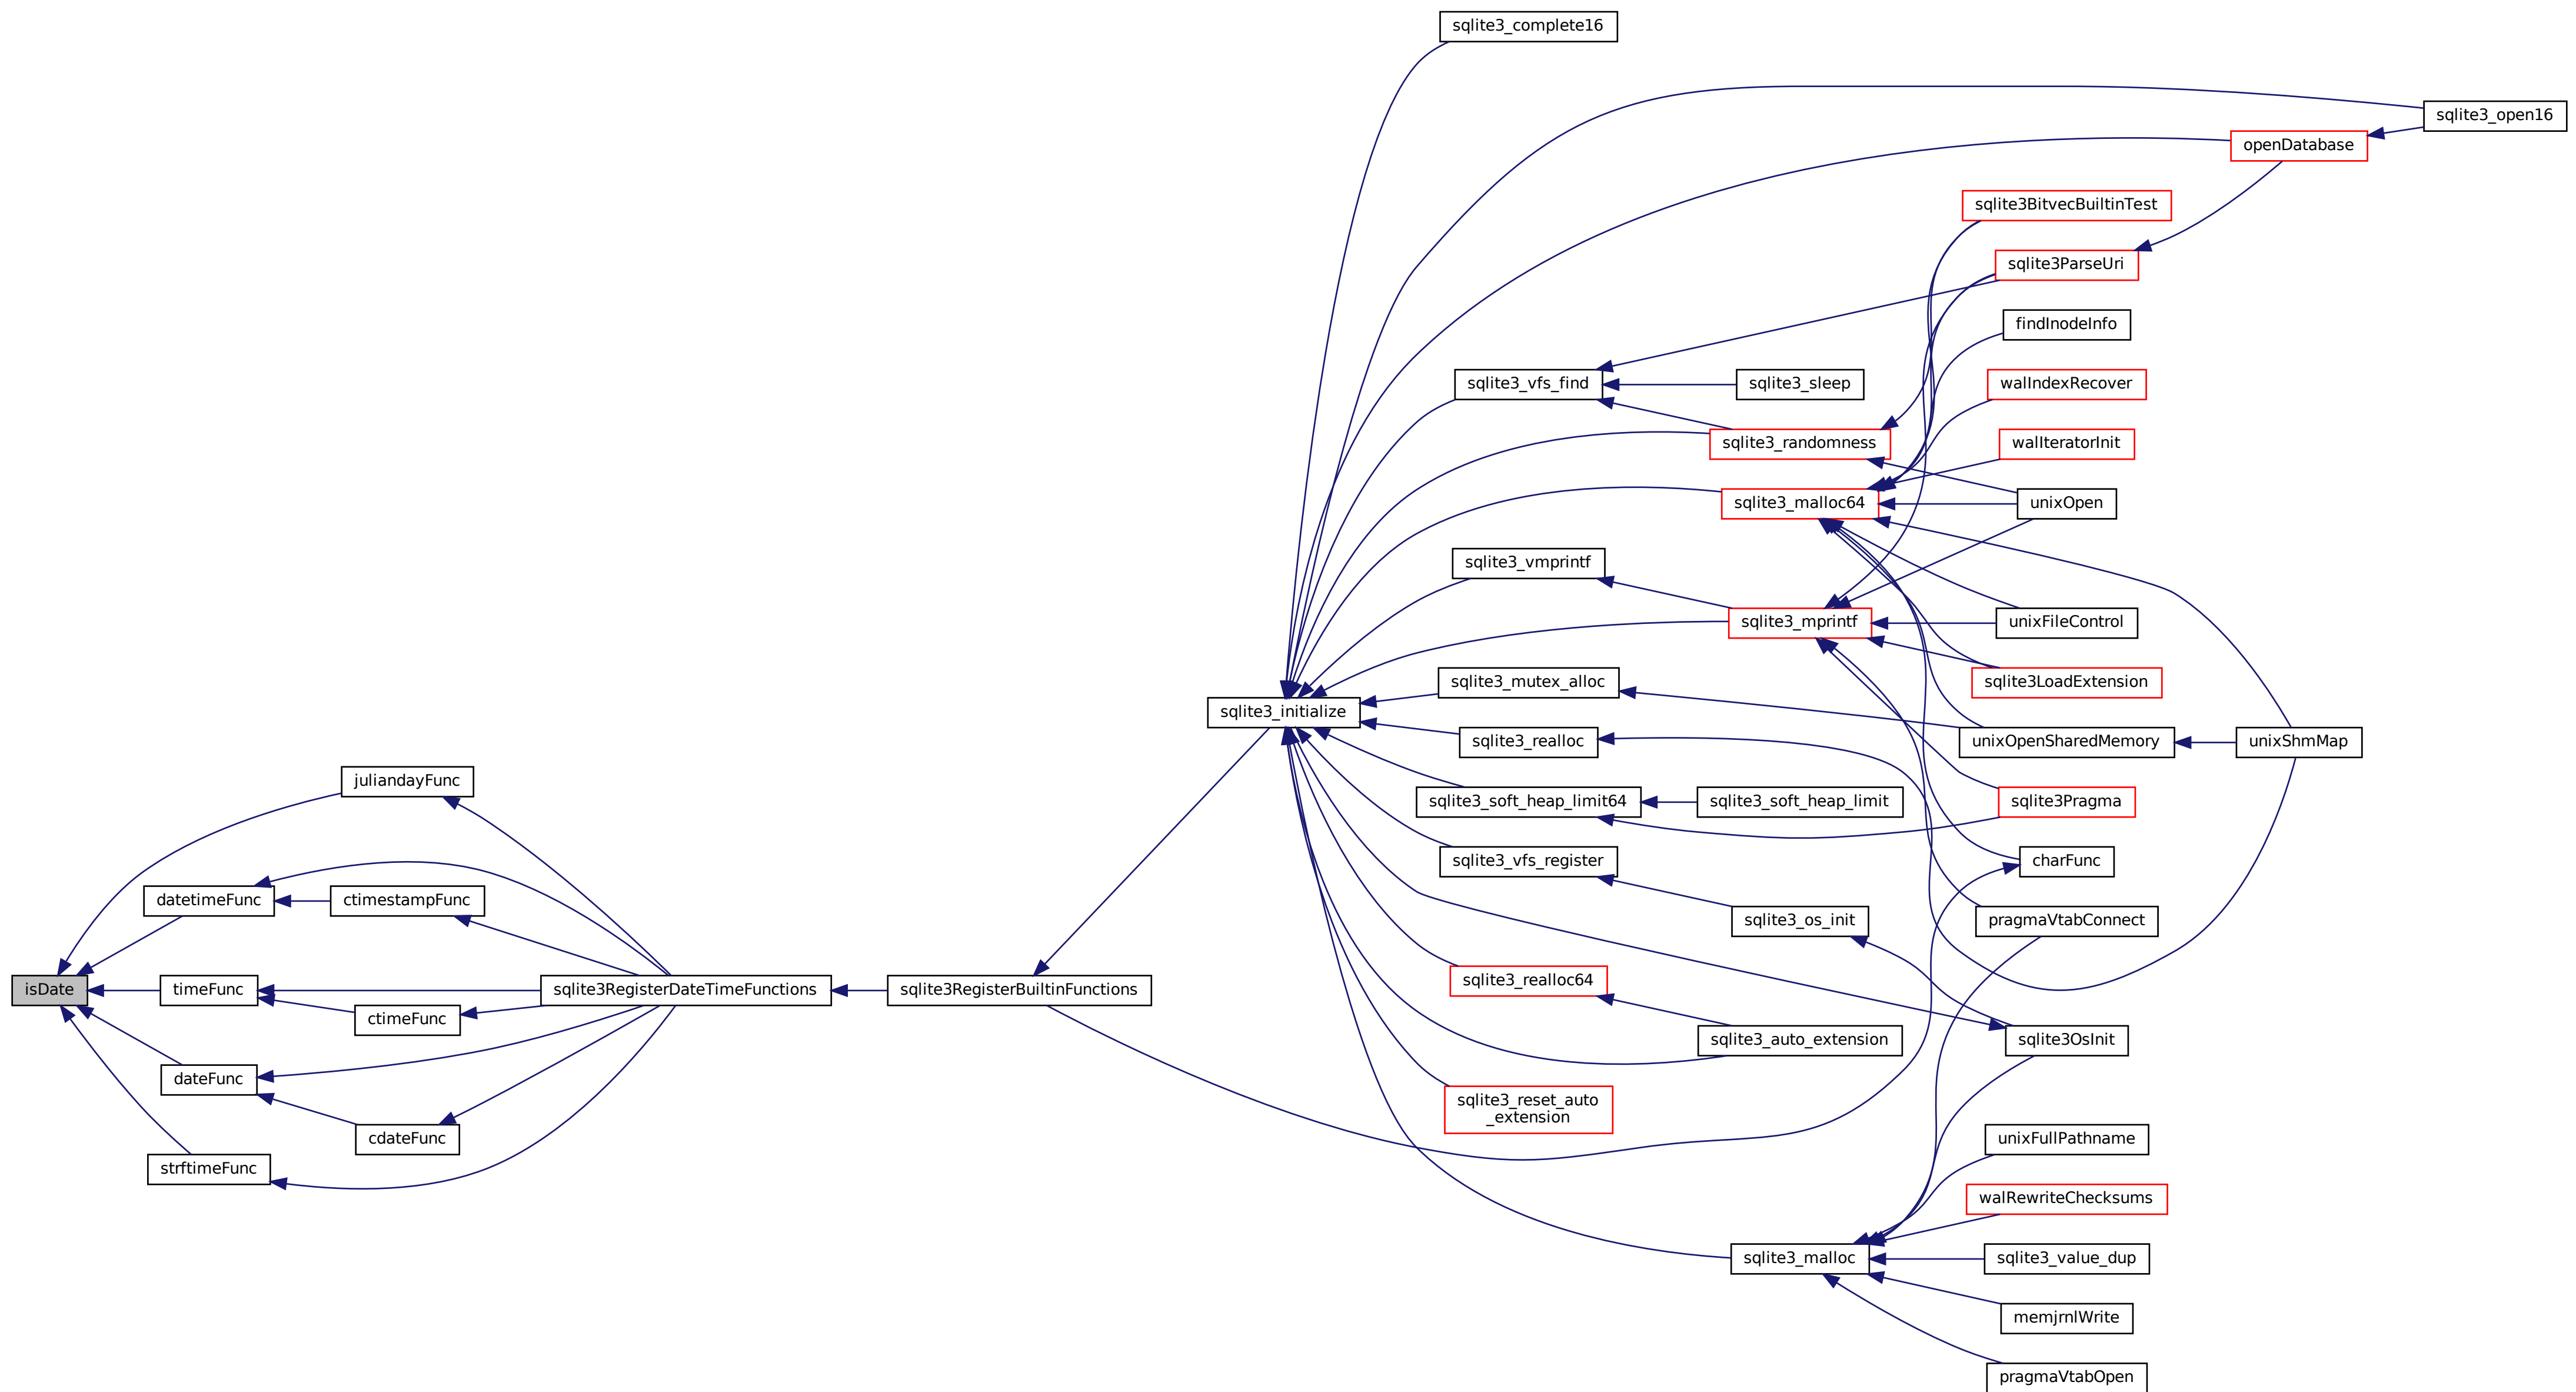 sqlite3_complete16
sqlite3_open16
openDatabase
sqlite3BitvecBuiltinTest
sqlite3ParseUri
findInodeInfo
sqlite3_vfs_find
sqlite3_sleep
walIndexRecover
sqlite3_randomness
walIteratorInit
sqlite3_malloc64
unixOpen
sqlite3_vmprintf
sqlite3_mprintf
unixFileControl
sqlite3_mutex_alloc
sqlite3LoadExtension
sqlite3_initialize
sqlite3_realloc
unixOpenSharedMemory
unixShmMap
juliandayFunc
sqlite3_soft_heap_limit64
sqlite3_soft_heap_limit
sqlite3Pragma
sqlite3_vfs_register
charFunc
datetimeFunc
ctimestampFunc
sqlite3_os_init
pragmaVtabConnect
isDate
timeFunc
sqlite3RegisterDateTimeFunctions
sqlite3RegisterBuiltinFunctions
sqlite3_realloc64
ctimeFunc
sqlite3_auto_extension
sqlite3OsInit
dateFunc
sqlite3_reset_auto
_extension
cdateFunc
unixFullPathname
strftimeFunc
walRewriteChecksums
sqlite3_malloc
sqlite3_value_dup
memjrnlWrite
pragmaVtabOpen